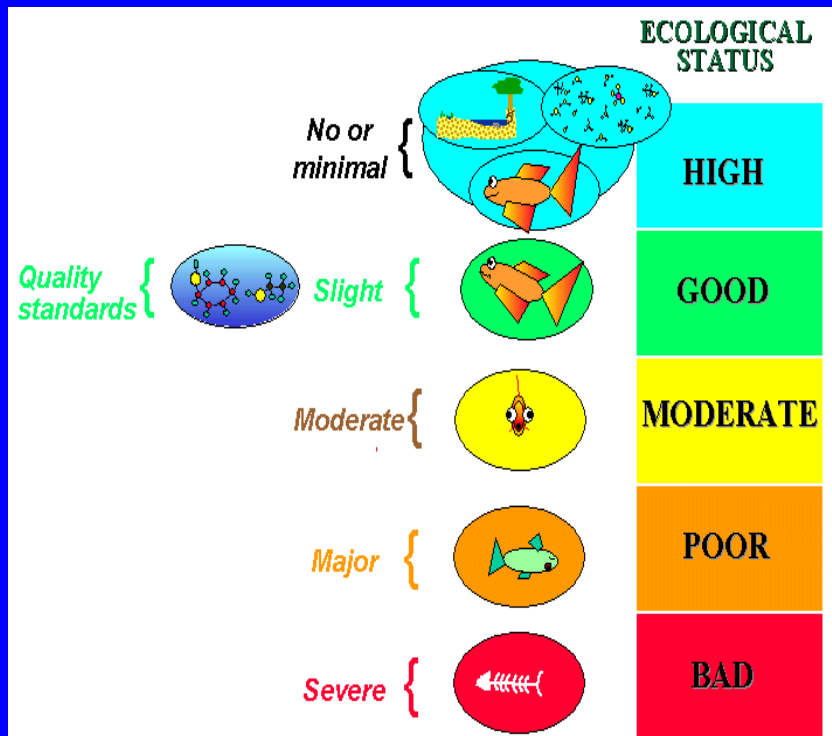 ECOLOGICAL
STATUS
No or
minimal
HIGH
Quality
standards
Slight
GOOD
Moderate
MODERATE
Major
POOR
Severe
BAD